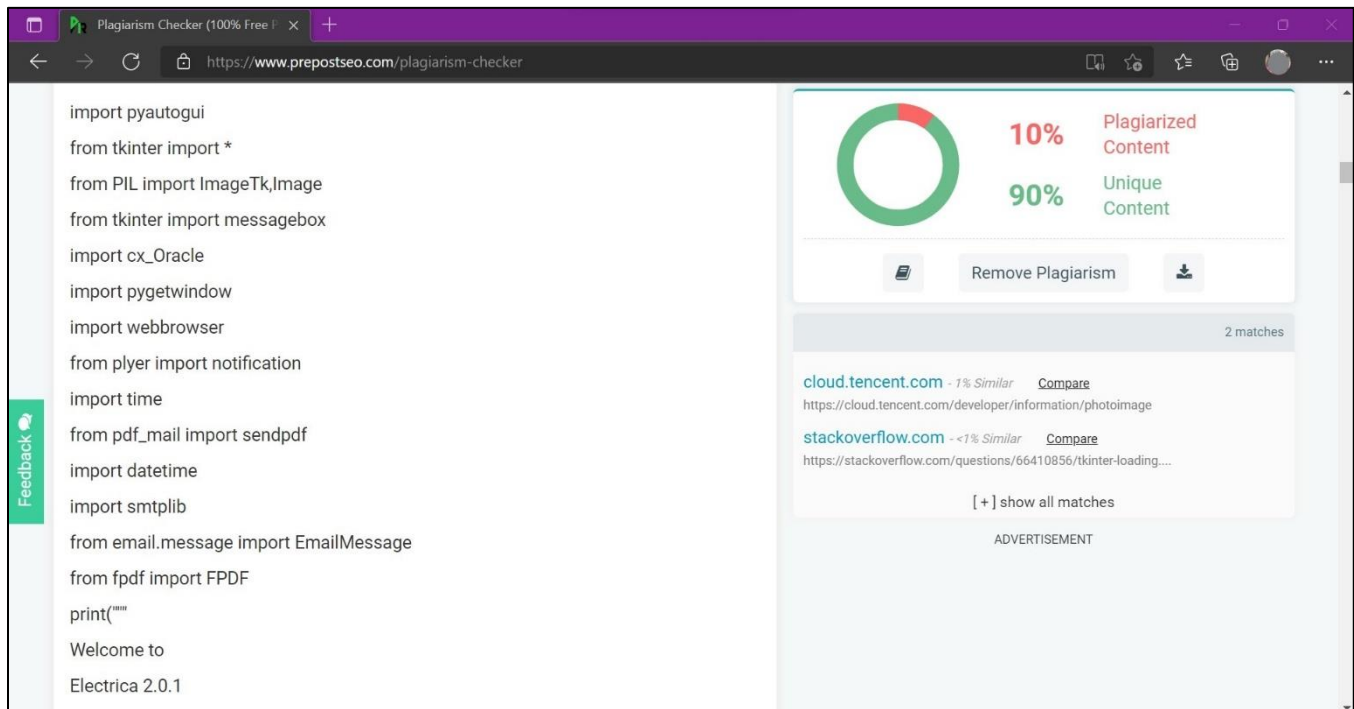 Plagiarism Checker (100% Free P
https://www.prepostseo.com/plagiarism-checker
import pyautogui
from tkinter import *
from PIL import ImageTk,Image
from tkinter import messagebox
import cx_Oracle
import pygetwindow
import webbrowser
from plyer import notification
import time
from pdf_mail import sendpdf
import datetime
import smtplib
from email.message import EmailMessage
from fpdf import FPDF
print("""
Welcome to
Electrica 2.0.1
Feedback
10% Plagiarized
Content
90% Unique
Content
Remove Plagiarism
2 matches
cloud.tencent.com - 1% Similar Compare
https://cloud.tencent.com/developer/information/photoimage
stackoverflow.com - <1% Similar Compare
https://stackoverflow.com/questions/66410856/tkinter-loading....
[ + ] show all matches
ADVERTISEMENT